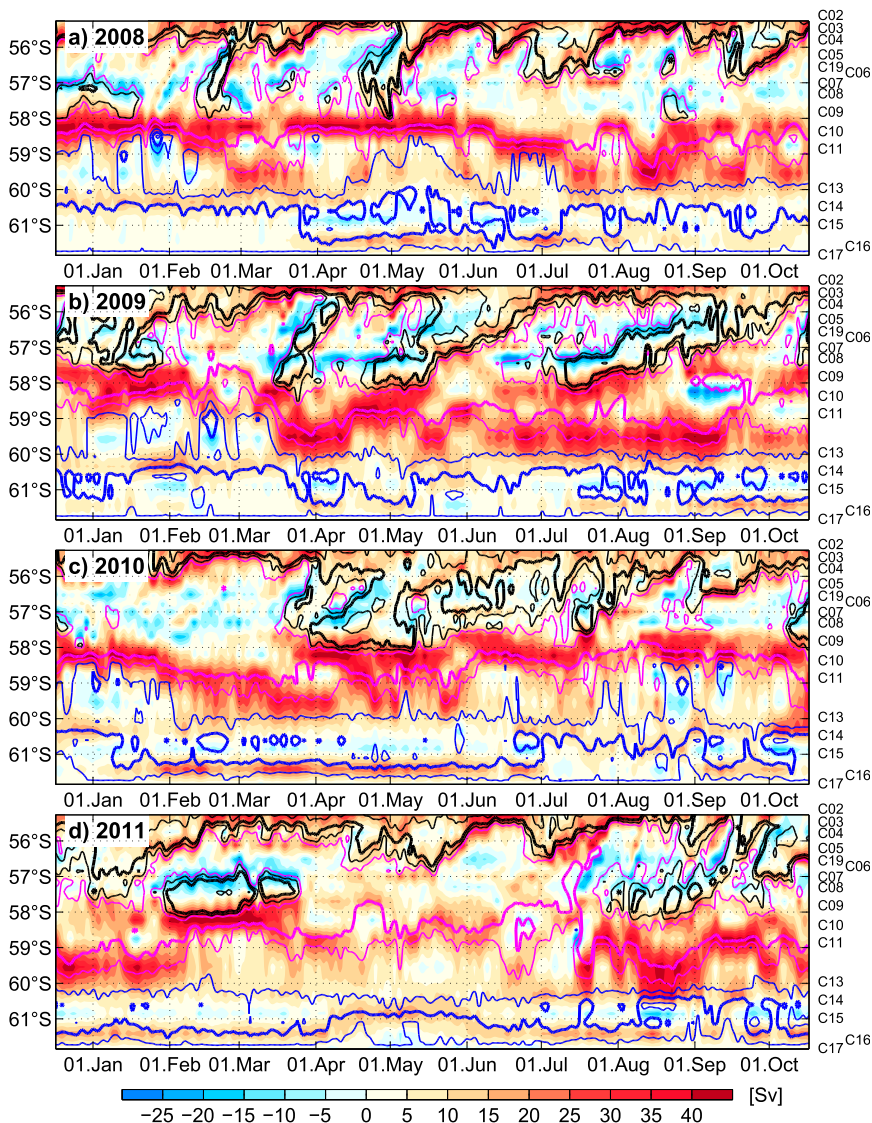 a) 2008
56°S
57°S
58°S
59°S
60°S
61°S
C02
C03
C04
C05
C19
C06
C07
C08
C09
C10
C11
C13
C14
C15
C16
C17
01.Jan 01.Feb 01.Mar 01.Apr 01.May 01.Jun 01.Jul 01.Aug 01.Sep 01.Oct
b) 2009
56°S
57°S
58°S
59°S
60°S
61°S
C02
C03
C04
C05
C19
C06
C07
C08
C09
C10
C11
C13
C14
C15
C16
C17
01.Jan 01.Feb 01.Mar 01.Apr 01.May 01.Jun 01.Jul 01.Aug 01.Sep 01.Oct
c) 2010
56°S
57°S
58°S
59°S
60°S
61°S
C02
C03
C04
C05
C19
C06
C07
C08
C09
C10
C11
C13
C14
C15
C16
C17
01.Jan 01.Feb 01.Mar 01.Apr 01.May 01.Jun 01.Jul 01.Aug 01.Sep 01.Oct
d) 2011
56°S
57°S
58°S
59°S
60°S
61°S
C02
C03
C04
C05
C19
C06
C07
C08
C09
C10
C11
C13
C14
C15
C16
C17
01.Jan 01.Feb 01.Mar 01.Apr 01.May 01.Jun 01.Jul 01.Aug 01.Sep 01.Oct
−25 −20 −15 −10 −5 0 5 10 15 20 25 30 35 40 [Sv]